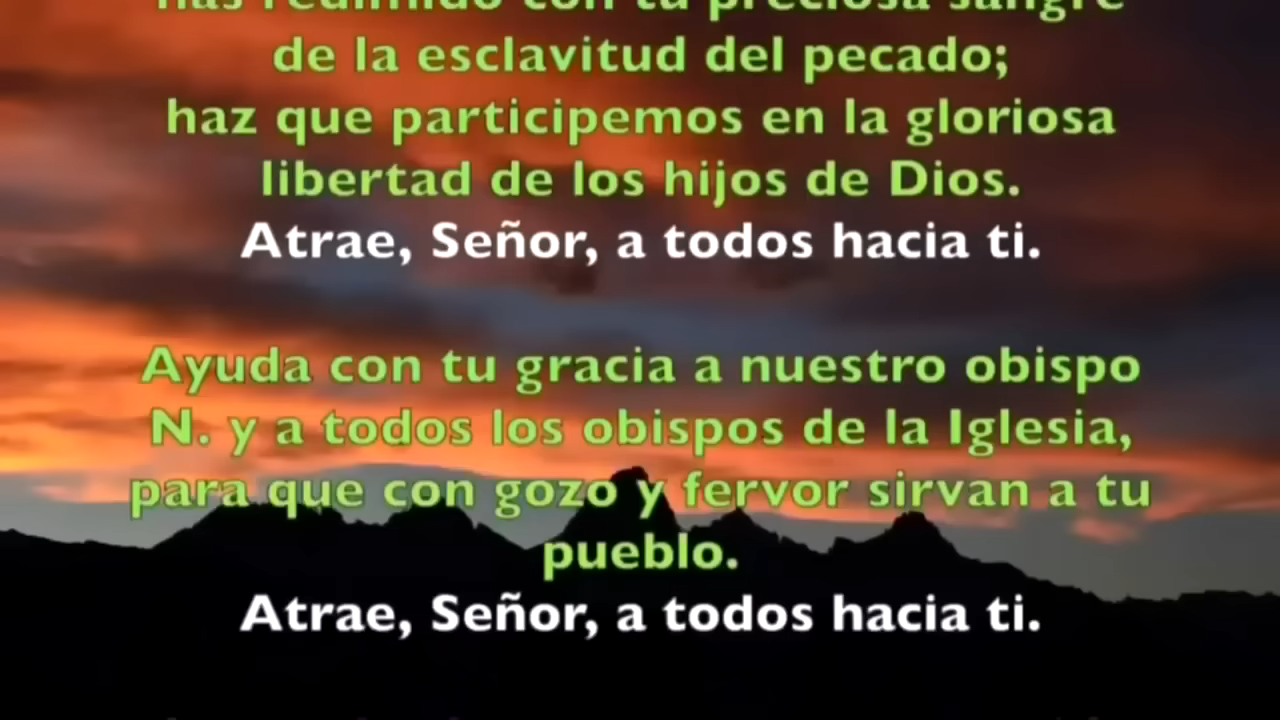 has redimido con tu preciosa sangre
de la esclavitud del pecado;
haz que participemos en la gloriosa
libertad de los hijos de Dios.
Atrae, Señor, a todos hacia ti.
Ayuda con tu gracia a nuestro obispo
N. y a todos los obispos de la Iglesia,
para que con gozo y fervor sirvan a tu
pueblo.
Atrae, Señor, a todos hacia ti.